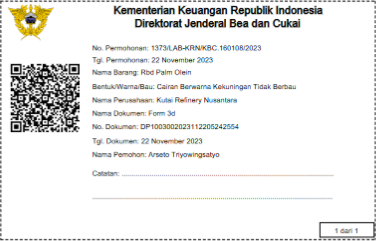 Kementerian Keuangan Republik Indonesia
Direktorat Jenderal Bea dan Cukai
No. Permohonan: 1373/LAB-KRN/KBC.160108/2023
Tgl. Permohonan: 22 November 2023
Nama Barang: Rbd Palm Olein
Bentuk/Warna/Bau: Cairan Berwarna Kekuningan Tidak Berbau
Nama Perusahaan: Kutai Refinery Nusantara
Nama Dokumen: Form 3d
No. Dokumen: DP1003002023112205242554
Tgl. Dokumen: 22 November 2023
Nama Pemohon: Arseto Triyowingsatyo
Catatan:
1 dari 1